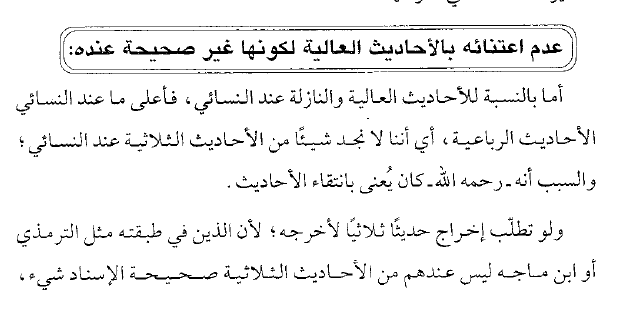 عدم اعتنائه بالأحاديث العالية لكونها غير صحيحة عنده:
أما بالنسبة للأحاديث العالية والنازلة عند النسائي، فأعلى ما عند النسائي
الأحاديث الرباعية، أي أننا لا نجد شيئًا من الأحاديث الثلاثية عند النسائي؛
والسبب أنه ـ رحمه الله ـ كان يُعنى بانتقاء الأحاديث.
ولو تطلّب إخراج حديثًا ثلاثيًا لأخرجه؛ لأن الذين في طبقته مثل الترمذي
أو ابن ماجه ليس عندهم من الأحاديث الثلاثية صحيحة الإسناد شيء،